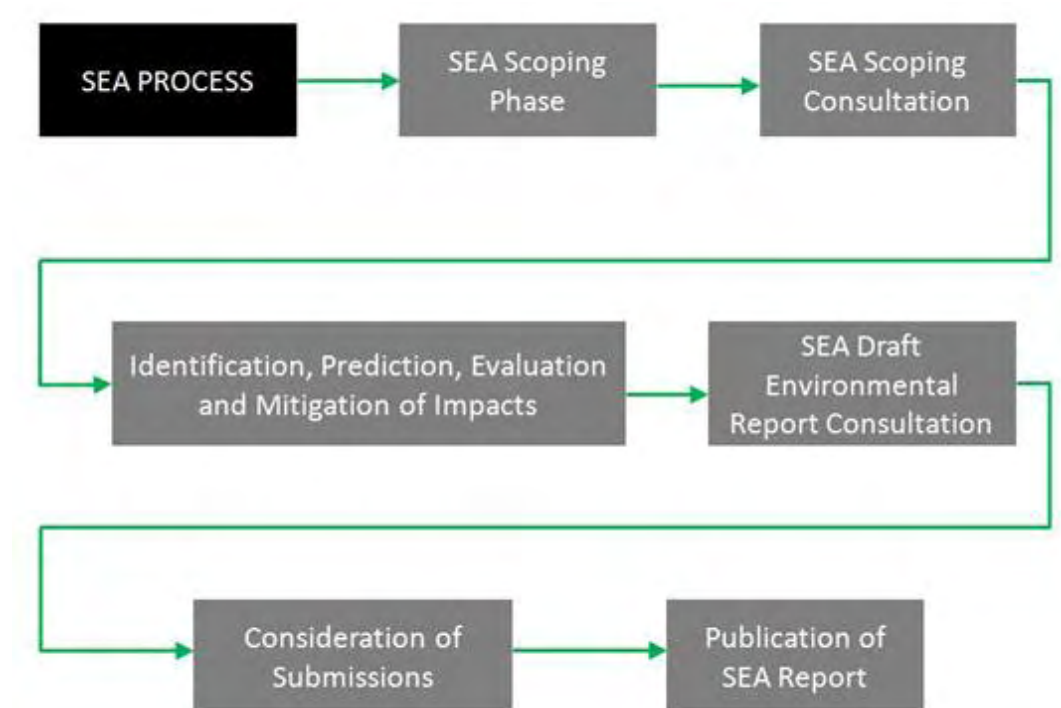 SEA PROCESS
SEA Scoping
Phase
SEA Scoping
Consultation
Identification, Prediction, Evaluation
and Mitigation of Impacts
SEA Draft
Environmental
Report Consultation
Consideration of
Submissions
Publication of
SEA Report